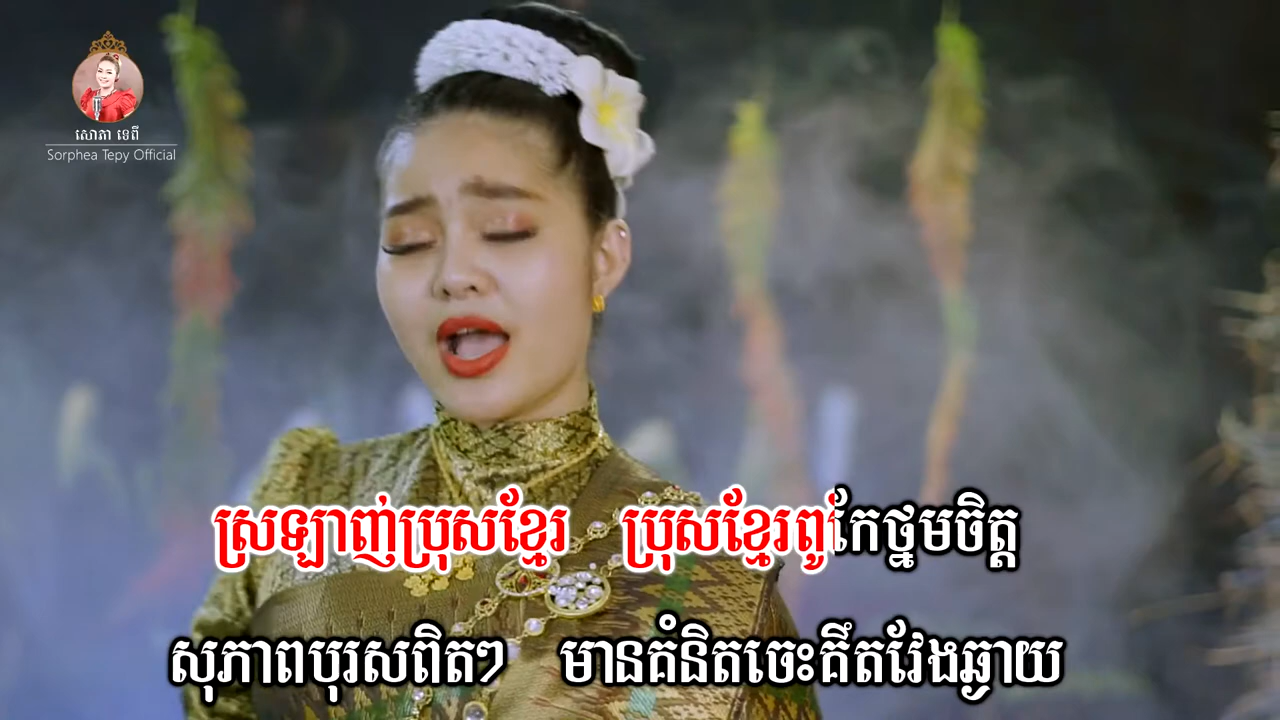 សោភា ទេពី
Sorphea Tepy Official
ស្រឡាញ់ប្រុសខ្មែរ ប្រុសខ្មែរពូកែថ្នមចិត្ត
សុភាពបុរសពិតៗ មានគំនិតចេះគឹតវែងឆ្ងាយ